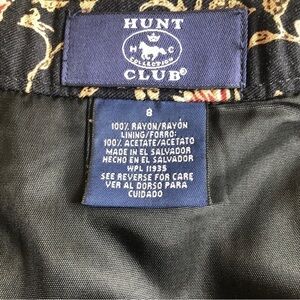 HUNT
H C
COLLECTION
CLUB®
8
100% RAYON/RAYÓN
LINING/FORRO:
100% ACETATE/ACETATO
MADE IN EL SALVADOR
HECHO EN EL SALVADOR
WPL 11935
SEE REVERSE FOR CARE
VER AL DORSO PARA
CUIDADO